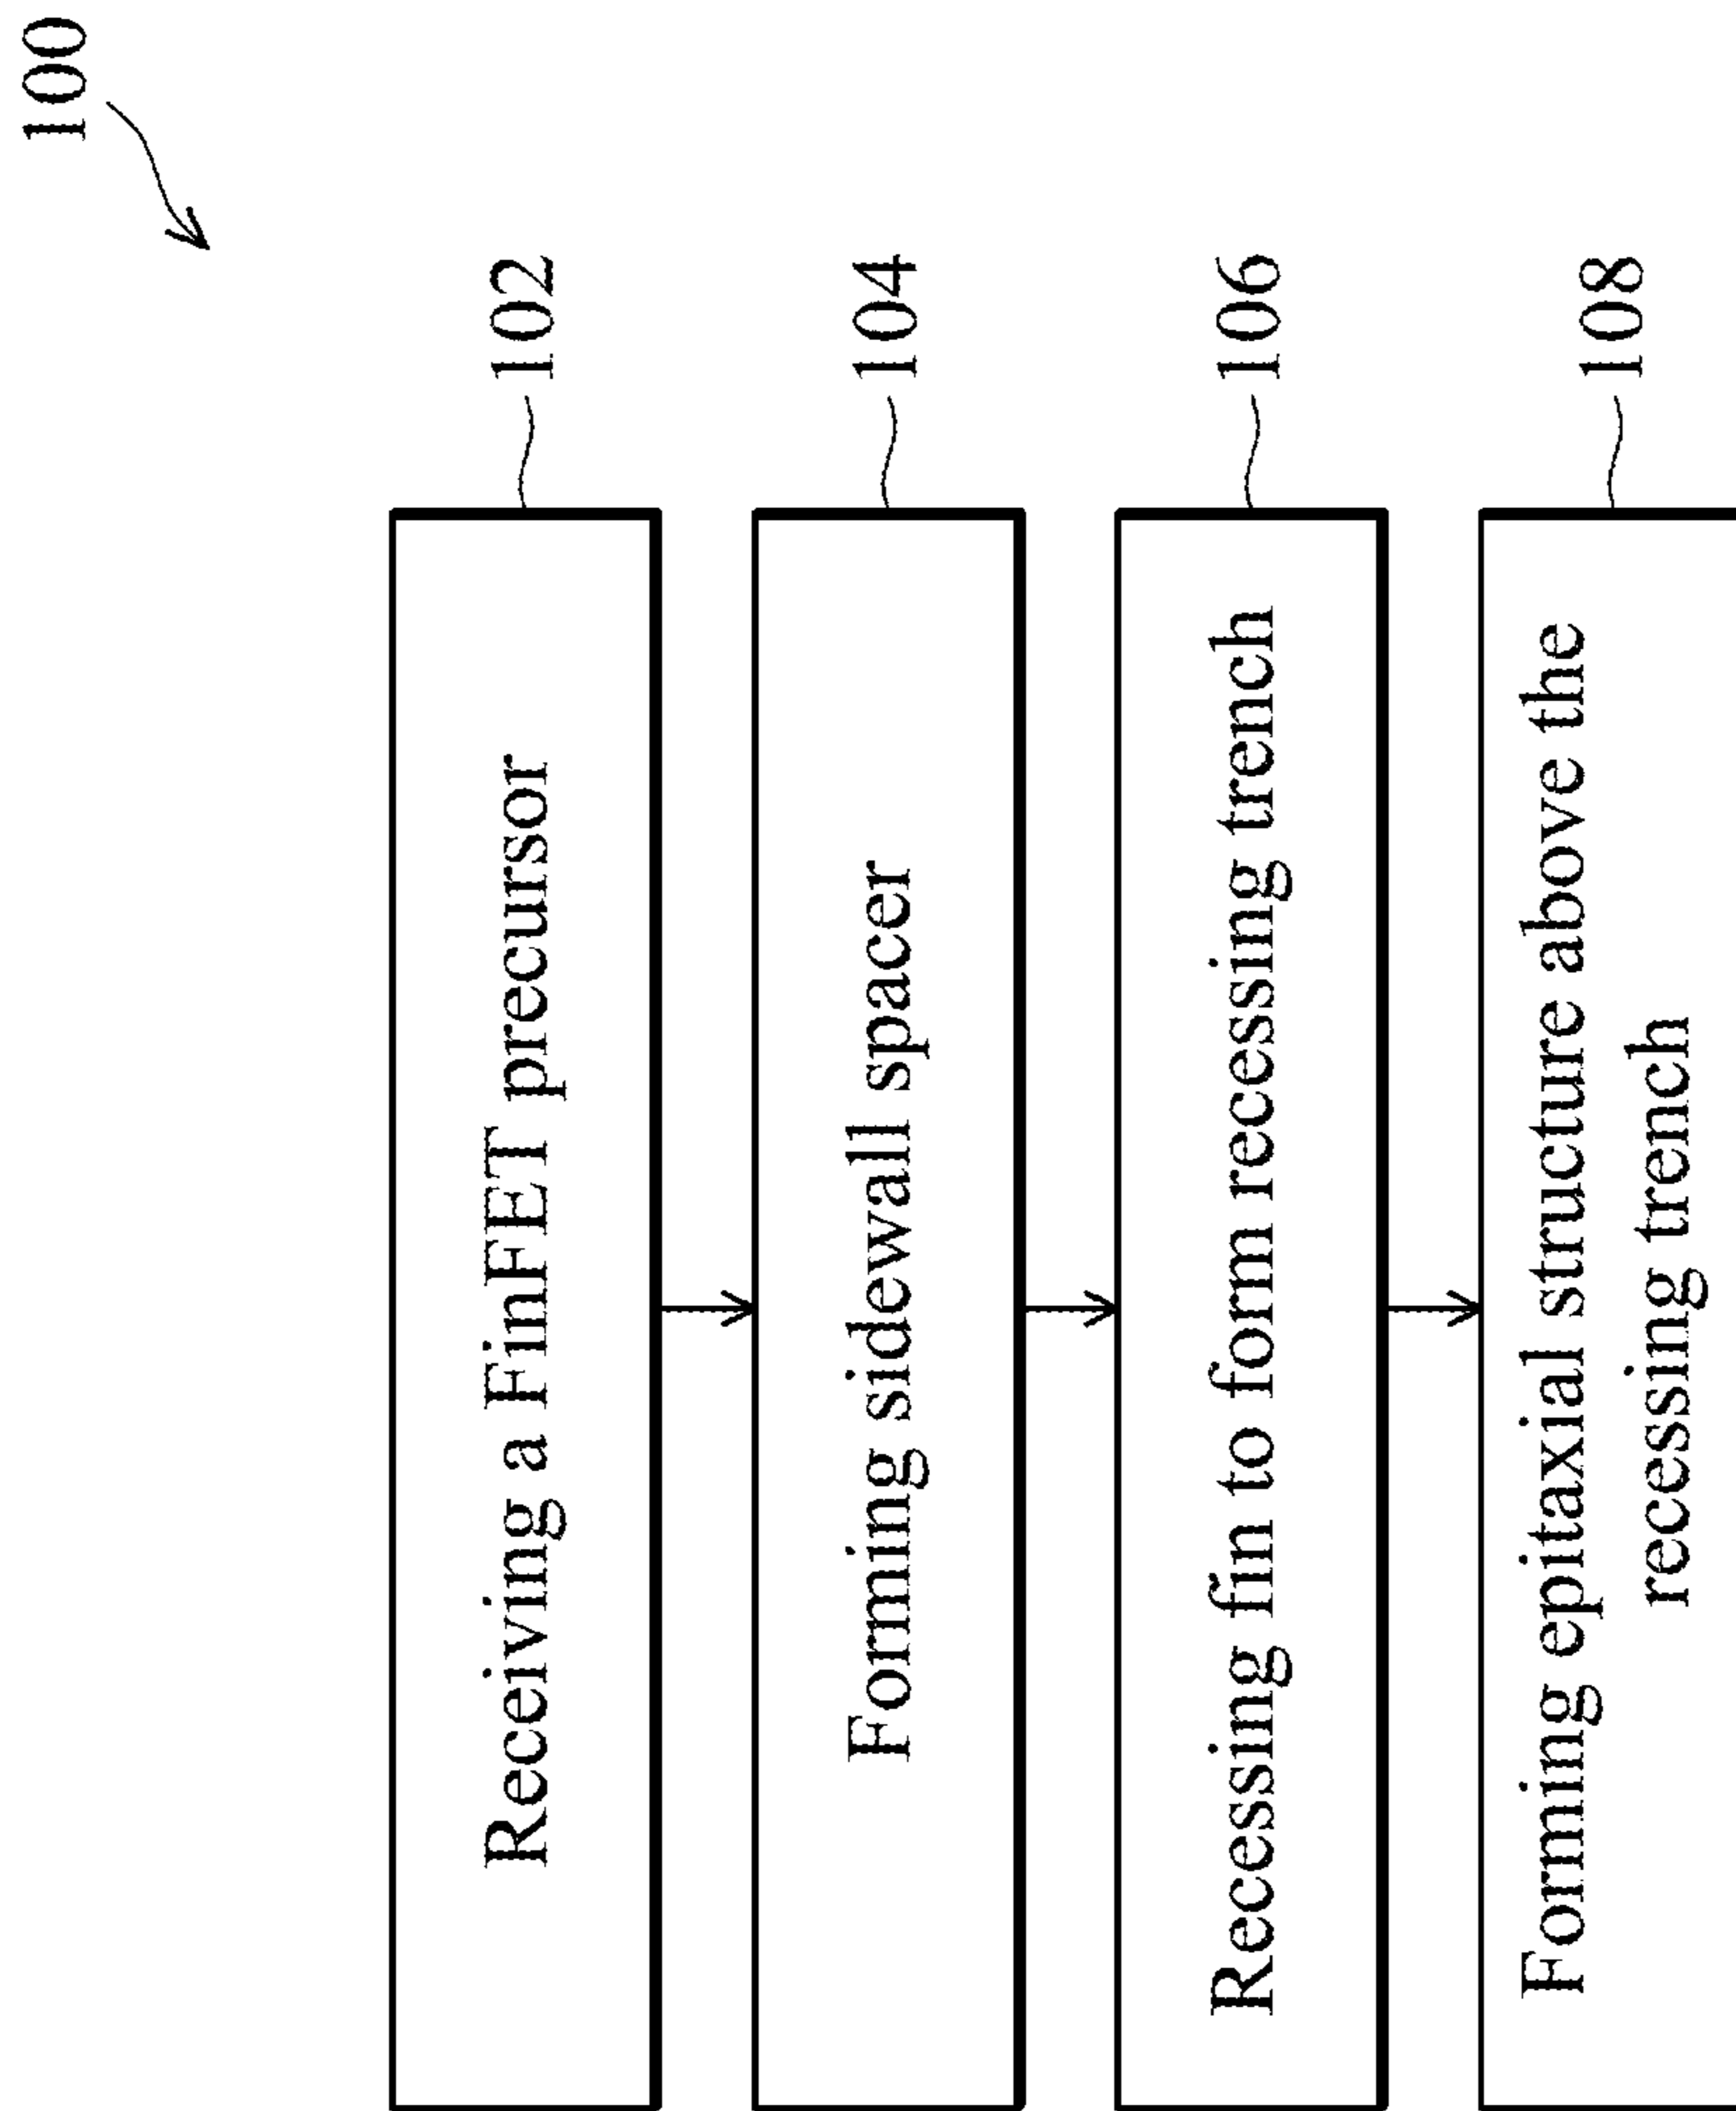 100
Receiving a FinFET precursor
102
Forming sidewall spacer
104
Recessing fin to form recessing trench
106
Forming epitaxial structure above the
recessing trench
108